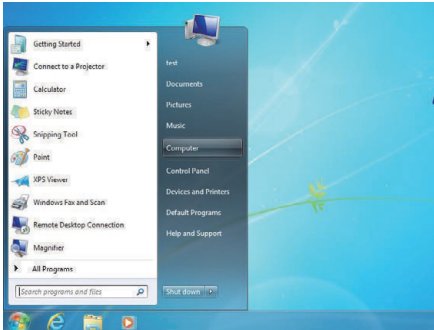 Getting Started
Connect to a Projector
Calculator
Sticky Notes
Snipping Tool
Paint
XPS Viewer
Windows Fax and Scan
Remote Desktop Connection
Magnifier
All Programs
Search programs and files
test
Documents
Pictures
Music
Computer
Control Panel
Devices and Printers
Default Programs
Help and Support
Shut down